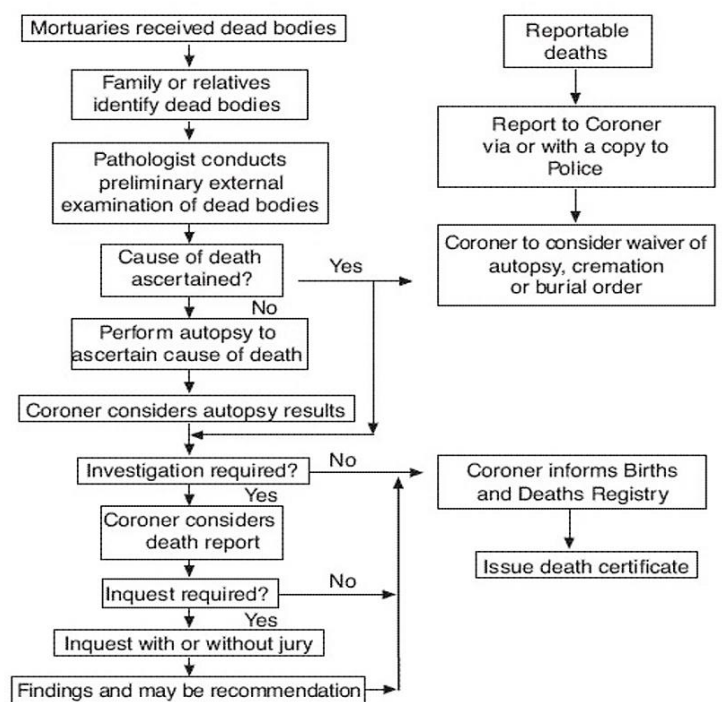 Mortuaries received dead bodies
Family or relatives
identify dead bodies
Pathologist conducts
preliminary external
examination of dead bodies
Cause of death
ascertained?
Yes
No
Perform autopsy to
ascertain cause of death
Coroner considers autopsy results
Investigation required?
No
Yes
Coroner considers
death report
Inquest required?
No
Yes
Inquest with or without jury
Findings and may be recommendation
Reportable
deaths
Report to Coroner
via or with a copy to
Police
Coroner to consider waiver of
autopsy, cremation
or burial order
Coroner informs Births
and Deaths Registry
Issue death certificate